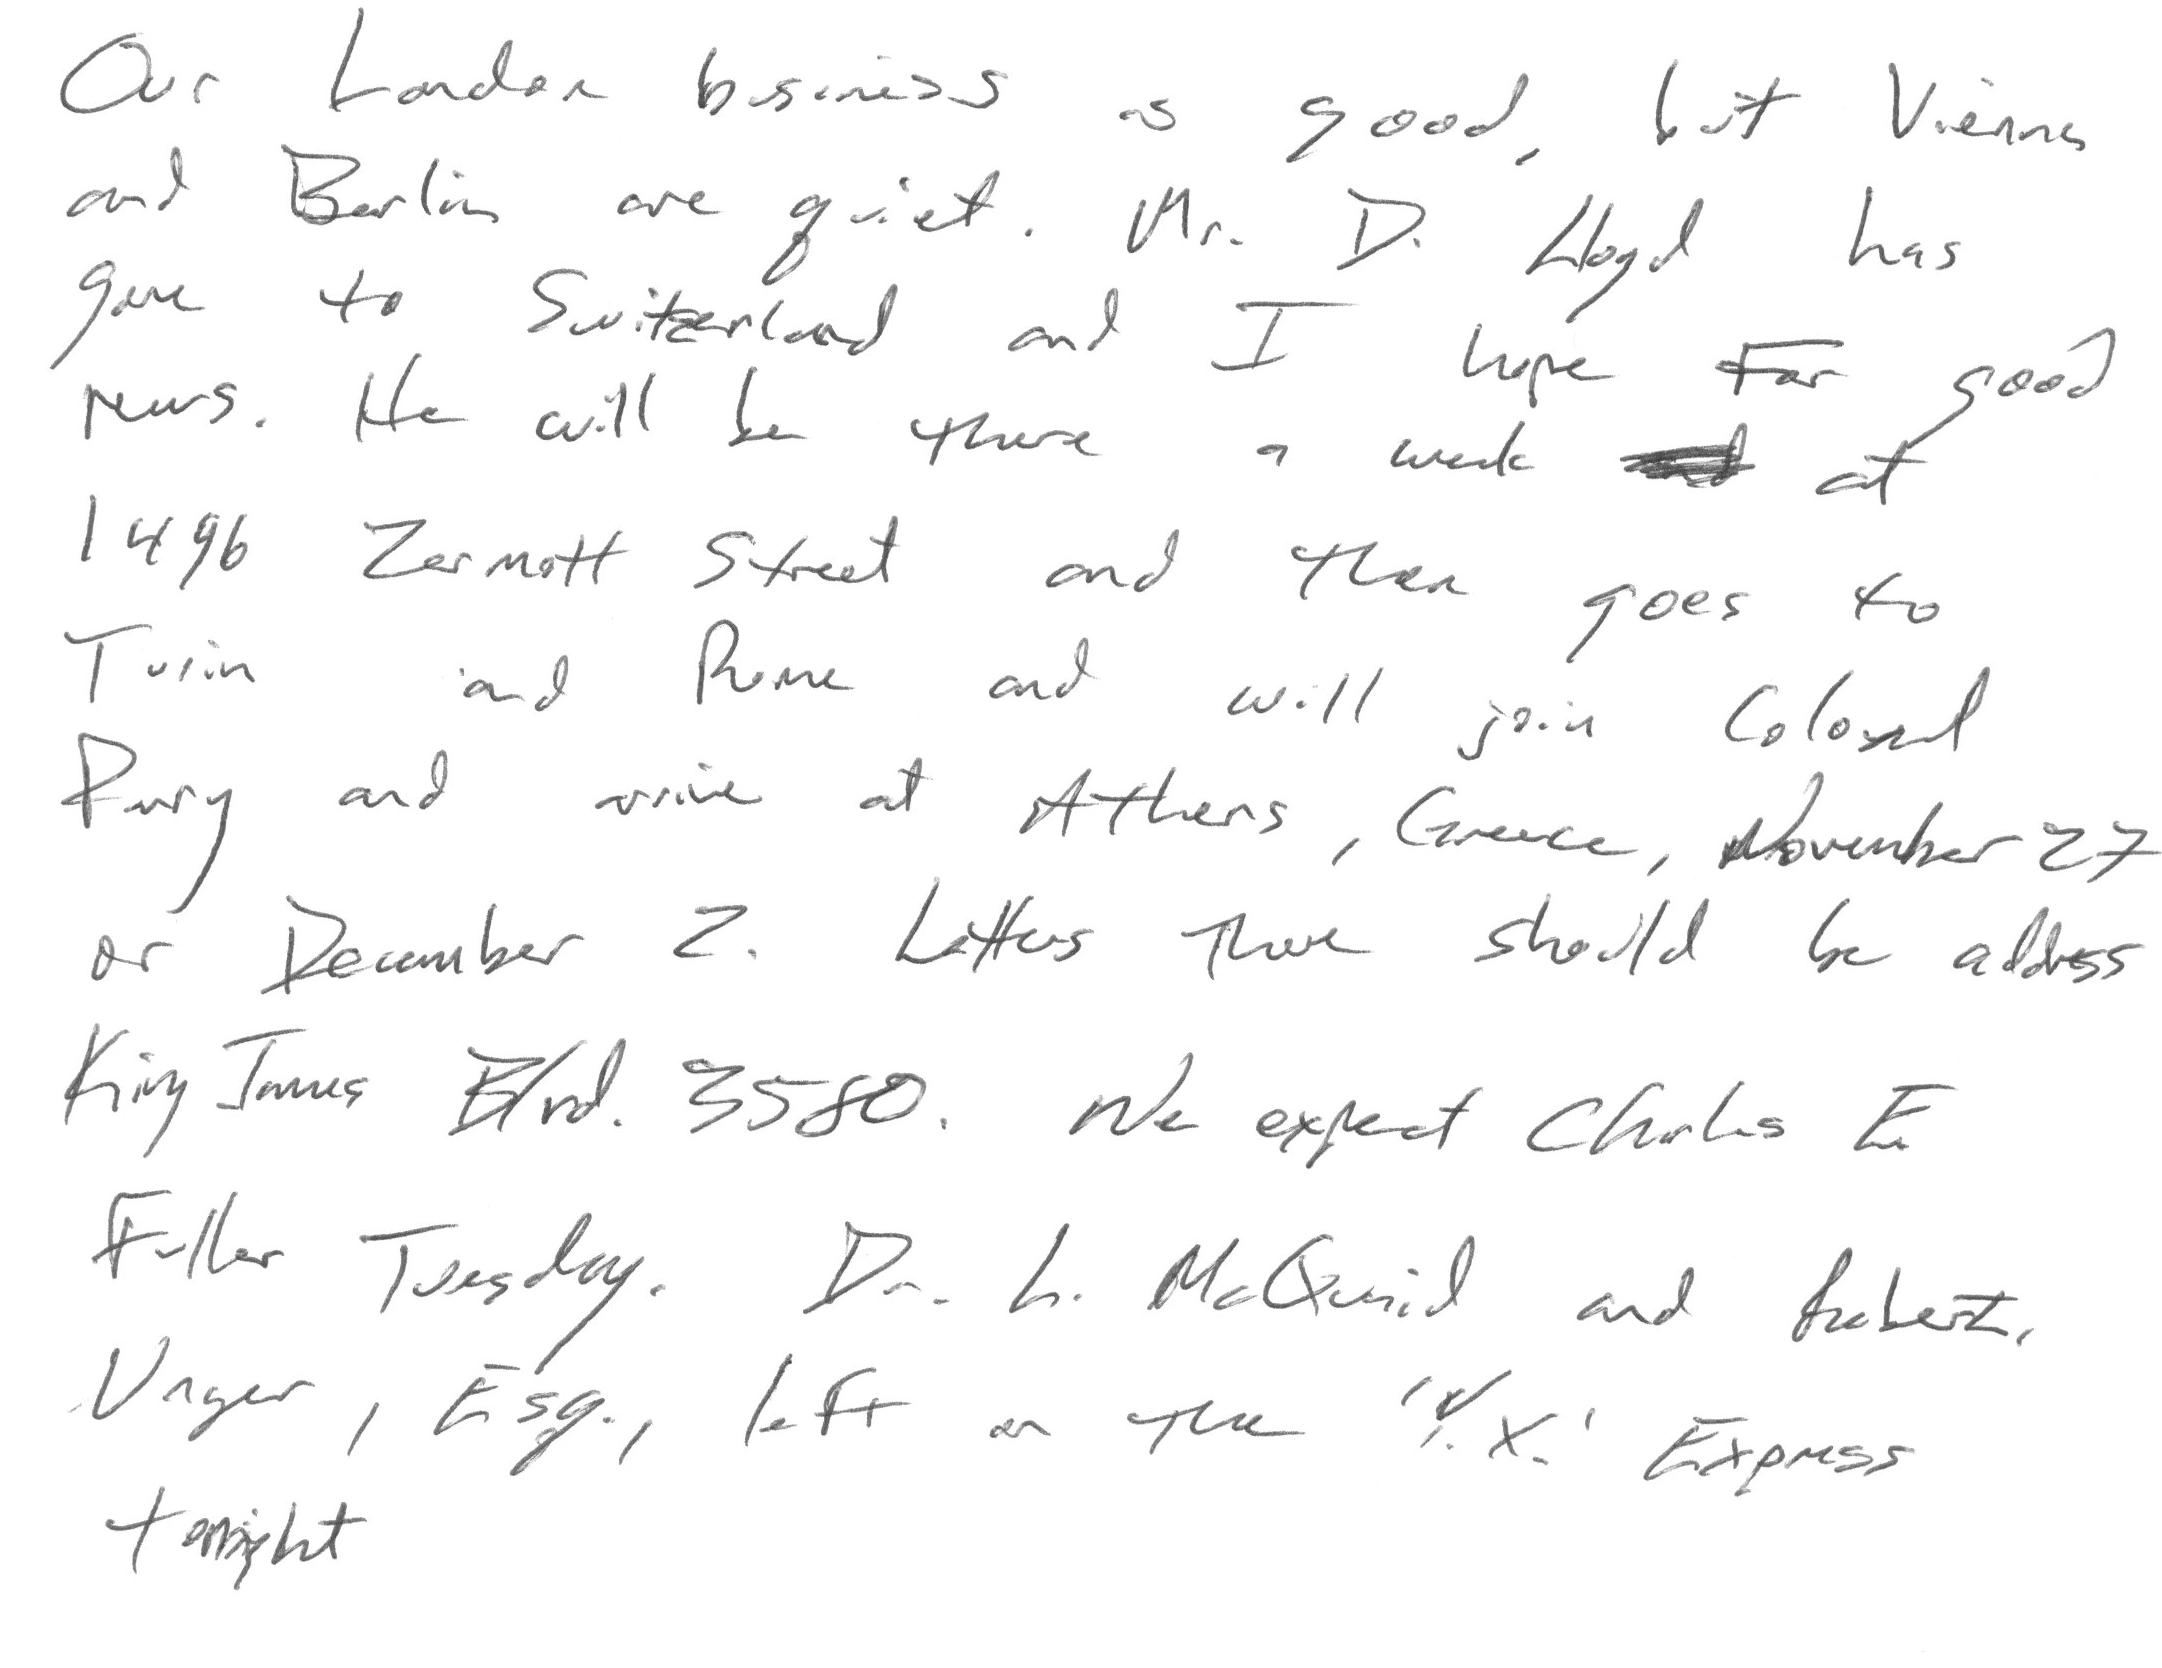 Our London business is good, but Vienna
and Berlin are quiet. Mr. D. Lloyd has
gone to Switzerland and I hope for good
news. He will be there a week at
1496 Zermott Street and then goes to
Turin and Rome and will join Colonel
Parry and arrive at Athens, Greece, November 27
or December 2. Letters there should be address
King James Blvd. 3580. We expect Charles E
Fuller Tuesday. Dr. L. McQuaid and Robert.
Unger, Esq., left on the 'Y.X.' Express
tonight